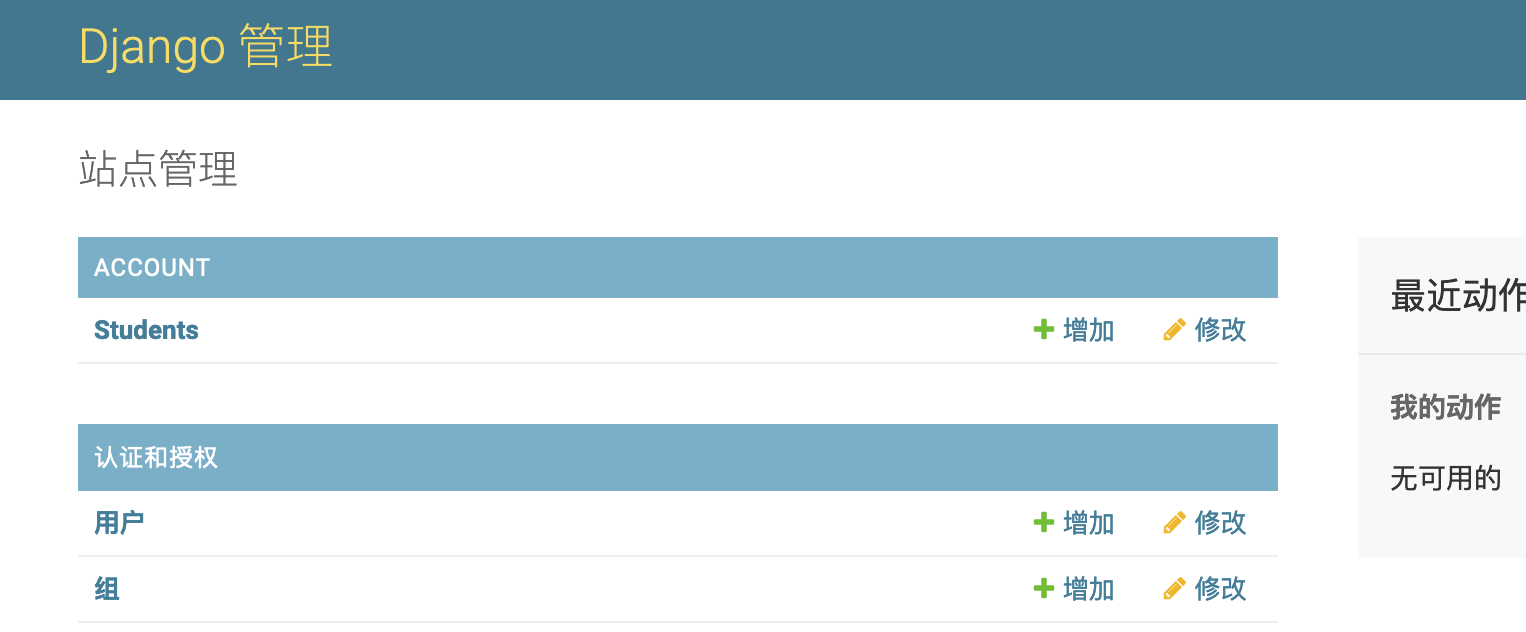 Django 管理
站点管理
ACCOUNT
Students 增加 修改
认证和授权
用户 增加 修改
组 增加 修改
最近动作
我的动作
无可用的